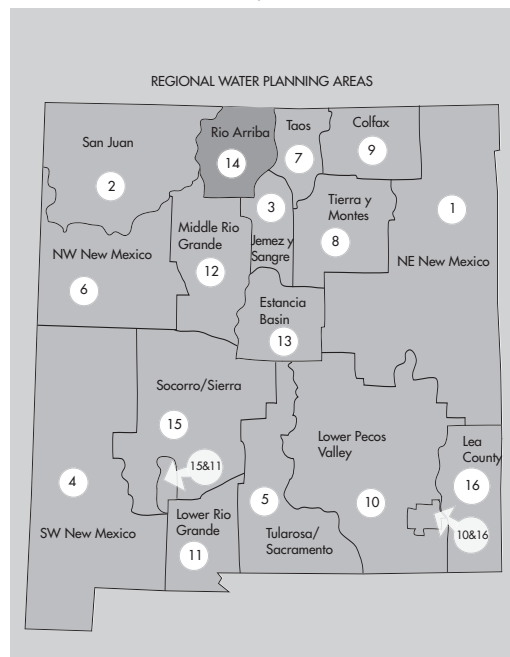 REGIONAL WATER PLANNING AREAS
San Juan
2
Rio Arriba
14
Taos
7
Colfax
9
1
NE New Mexico
3
Jemez y
Sangre
Tierra y
Montes
8
Middle Rio
Grande
12
NW New Mexico
6
Estancia
Basin
13
Socorro/Sierra
15
15&11
4
SW New Mexico
Lower Rio
Grande
11
5
Tularosa/
Sacramento
Lower Pecos
Valley
10
Lea
County
16
10&16